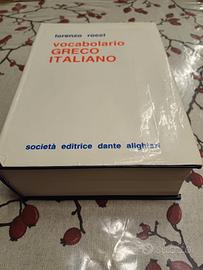 lorenzo rocci
vocabolario
GRECO
ITALIANO
società editrice dante alighieri